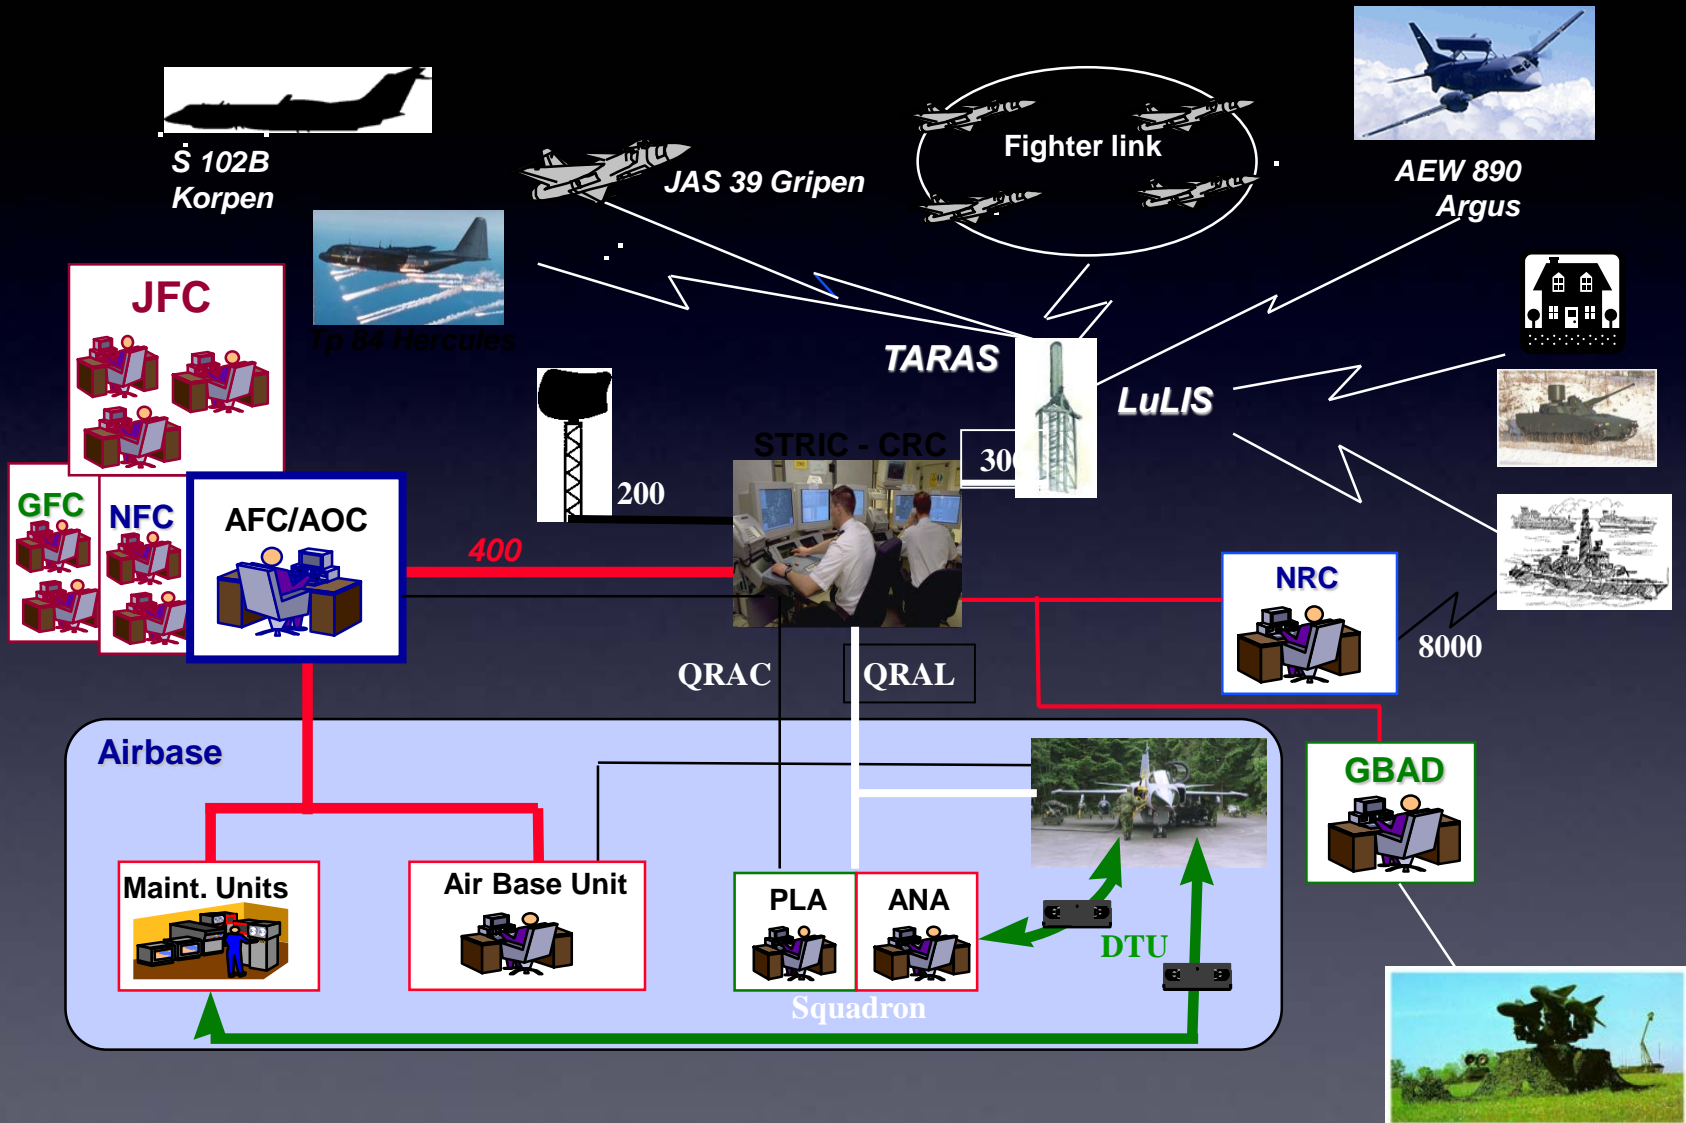 S 102B
Korpen
JAS 39 Gripen
Fighter link
AEW 890
Argus
Tp 84 Hercules
JFC
TARAS
LuLIS
STRIC - CRC
300
200
GFC
NFC
AFC/AOC
400
NRC
8000
QRAC
QRAL
Airbase
GBAD
Maint. Units
Air Base Unit
PLA
ANA
DTU
Squadron